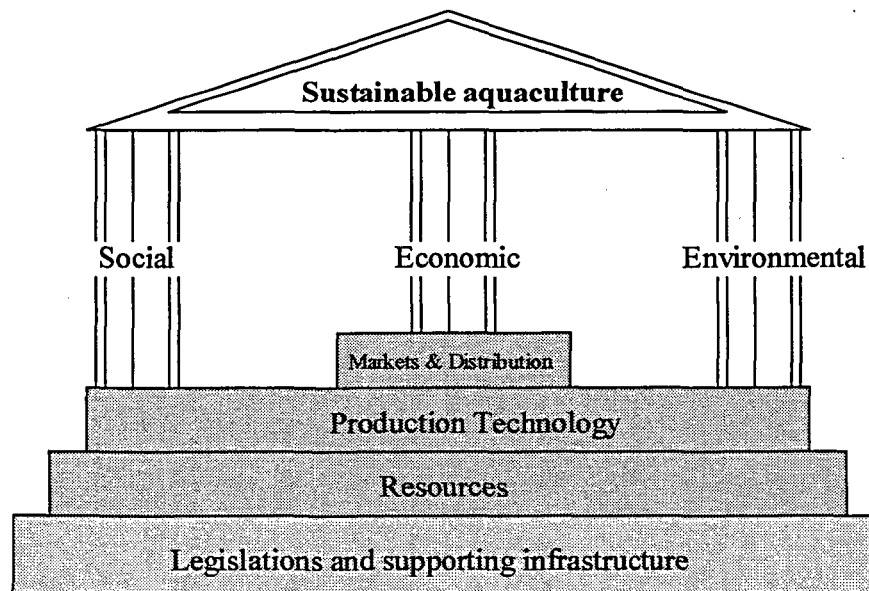 Sustainable aquaculture
Social
Economic
Environmental
Markets & Distribution
Production Technology
Resources
Legislations and supporting infrastructure